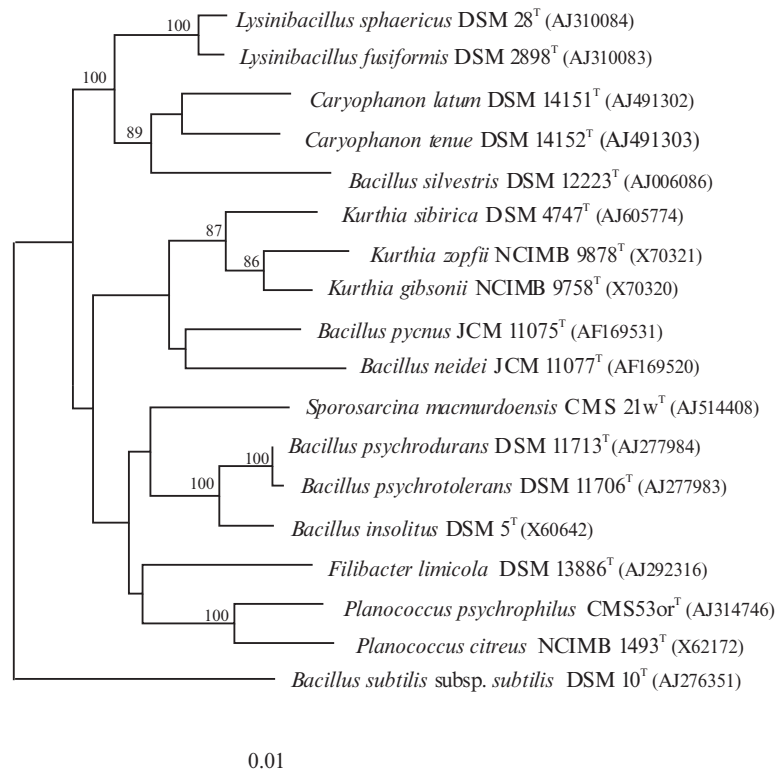 100 Lysinibacillus sphaericus DSM 28ᵀ (AJ310084)
Lysinibacillus fusiformis DSM 2898ᵀ (AJ310083)
100
Caryophanon latum DSM 14151ᵀ (AJ491302)
89 Caryophanon tenue DSM 14152ᵀ (AJ491303)
Bacillus silvestris DSM 12223ᵀ (AJ006086)
Kurthia sibirica DSM 4747ᵀ (AJ605774)
87
Kurthia zopfii NCIMB 9878ᵀ (X70321)
86
Kurthia gibsonii NCIMB 9758ᵀ (X70320)
Bacillus pycnus JCM 11075ᵀ (AF169531)
Bacillus neidei JCM 11077ᵀ (AF169520)
Sporosarcina macmurdoensis CMS 21wᵀ (AJ514408)
Bacillus psychrodurans DSM 11713ᵀ (AJ277984)
100
100 Bacillus psychrotolerans DSM 11706ᵀ (AJ277983)
Bacillus insolitus DSM 5ᵀ (X60642)
Filibacter limicola DSM 13886ᵀ (AJ292316)
100 Planococcus psychrophilus CMS53orᵀ (AJ314746)
Planococcus citreus NCIMB 1493ᵀ (X62172)
Bacillus subtilis subsp. subtilis DSM 10ᵀ (AJ276351)
0.01